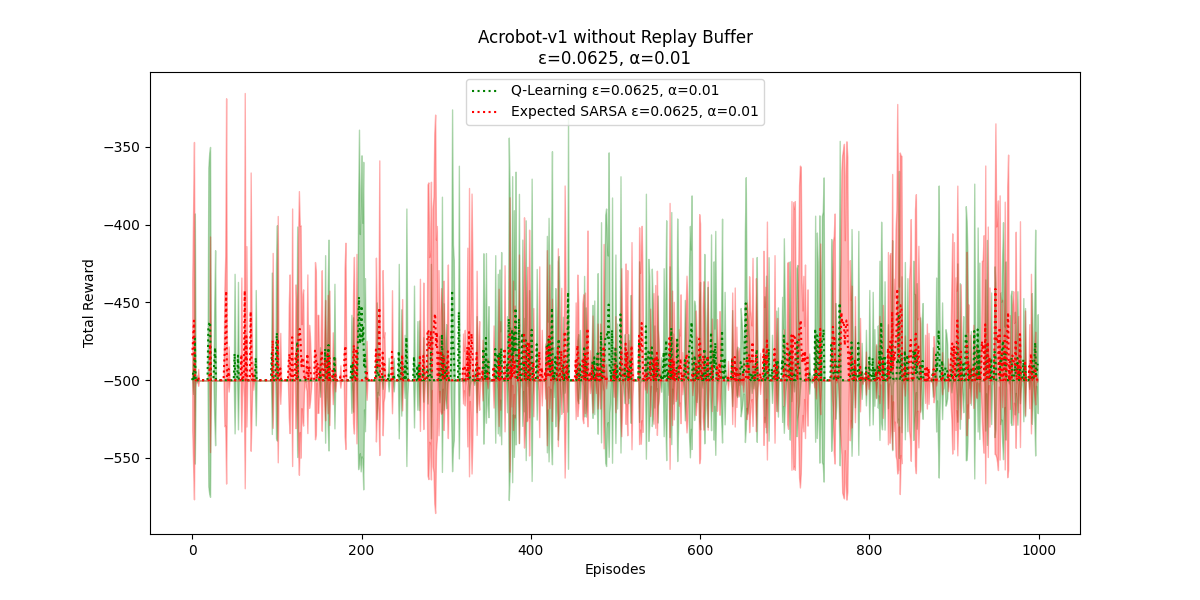 Acrobot-v1 without Replay Buffer
ε=0.0625, α=0.01
Q-Learning ε=0.0625, α=0.01
Expected SARSA ε=0.0625, α=0.01
Total Reward
−350
−400
−450
−500
−550
0
200
400
600
800
1000
Episodes